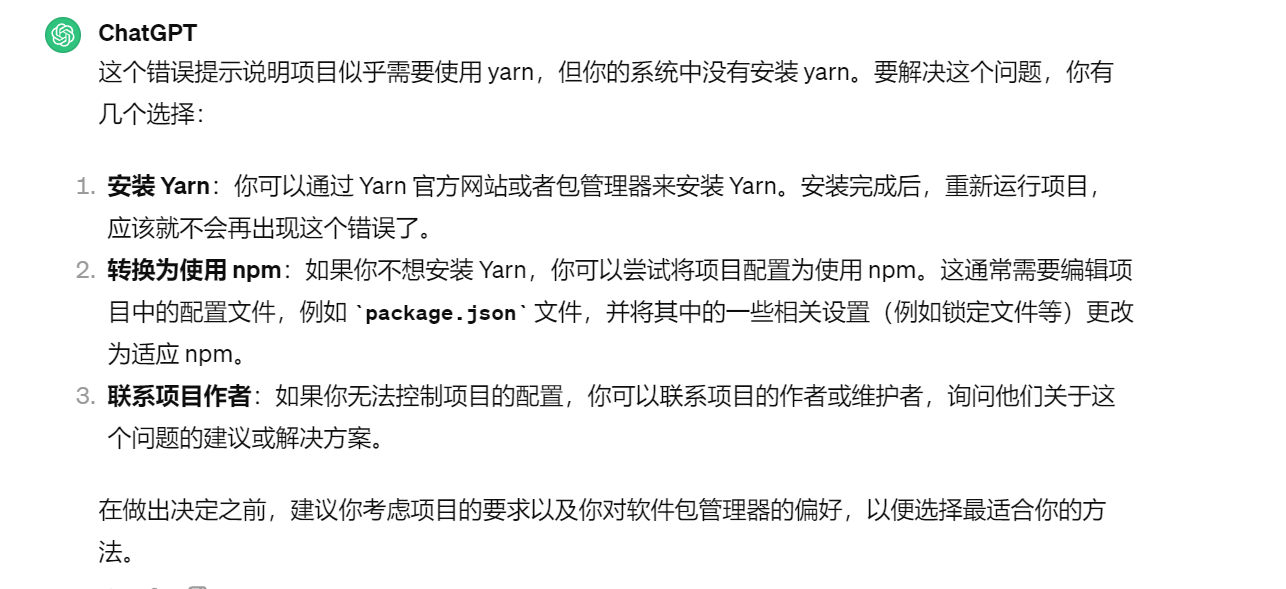 ChatGPT
这个错误提示说明项目似乎需要使用 yarn，但你的系统中没有安装 yarn。要解决这个问题，你有
几个选择：
1. 安装 Yarn：你可以通过 Yarn 官方网站或者包管理器来安装 Yarn。安装完成后，重新运行项目，
应该就不会再出现这个错误了。
2. 转换为使用 npm：如果你不想安装 Yarn，你可以尝试将项目配置为使用 npm。这通常需要编辑项
目中的配置文件，例如 `package.json` 文件，并将其中的一些相关设置（例如锁定文件等）更改
为适应 npm。
3. 联系项目作者：如果你无法控制项目的配置，你可以联系项目的作者或维护者，询问他们关于这
个问题的建议或解决方案。
在做出决定之前，建议你考虑项目的要求以及你对软件包管理器的偏好，以便选择最适合你的方
法。